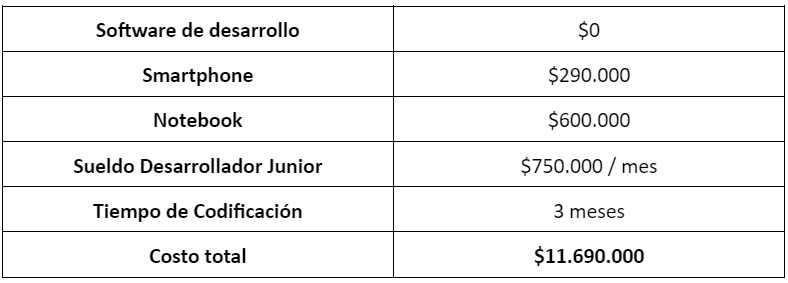 Software de desarrollo $0
Smartphone $290.000
Notebook $600.000
Sueldo Desarrollador Junior $750.000 / mes
Tiempo de Codificación 3 meses
Costo total $11.690.000